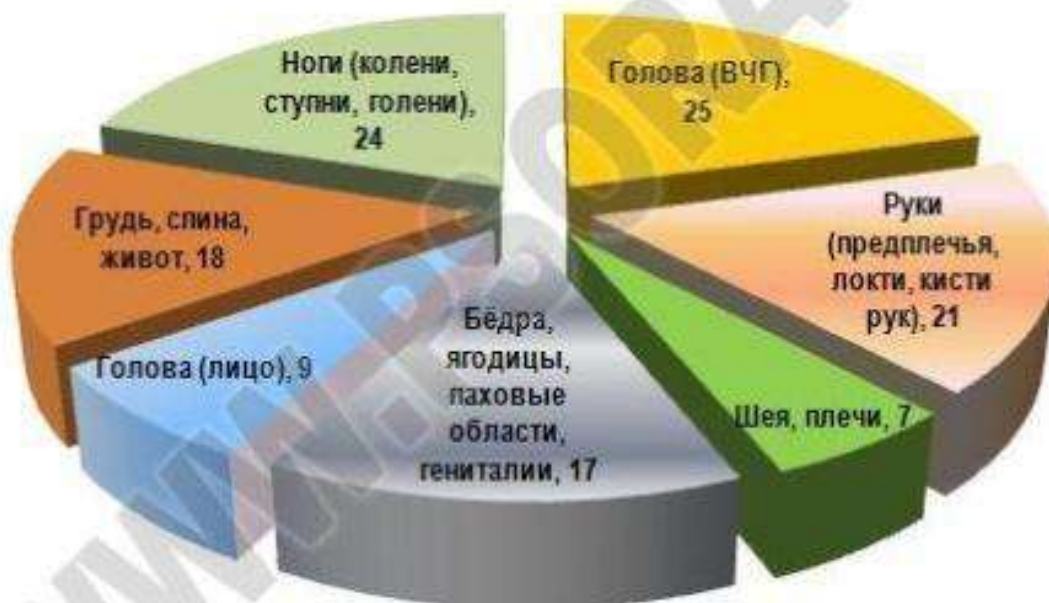 Ноги (колени,
ступни, голени),
24
Голова (ВЧГ),
25
Грудь, спина,
живот, 18
Руки
(предплечья,
локти, кисти
рук), 21
Голова (лицо), 9
Бёдра,
ягодицы,
паховые
области,
гениталии, 17
Шея, плечи, 7